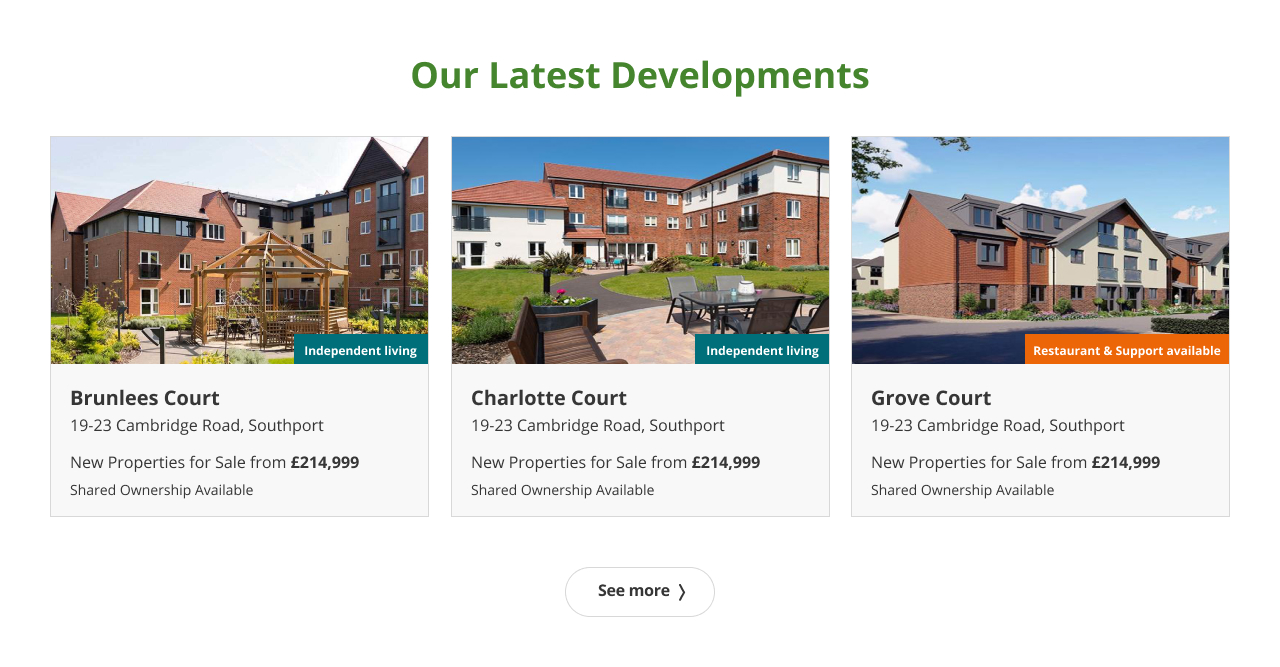 Our Latest Developments
Independent living
Brunlees Court
19-23 Cambridge Road, Southport
New Properties for Sale from £214,999
Shared Ownership Available
Independent living
Charlotte Court
19-23 Cambridge Road, Southport
New Properties for Sale from £214,999
Shared Ownership Available
Restaurant & Support available
Grove Court
19-23 Cambridge Road, Southport
New Properties for Sale from £214,999
Shared Ownership Available
See more